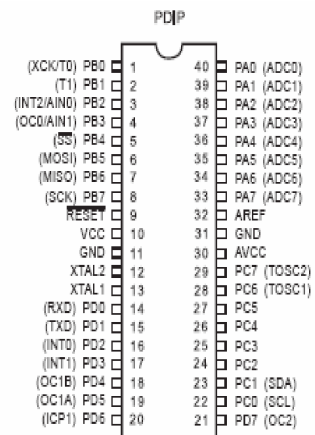 PDIP
(XCK/T0) PB0 1 40 PA0 (ADC0)
(T1) PB1 2 39 PA1 (ADC1)
(INT2/AIN0) PB2 3 38 PA2 (ADC2)
(OC0/AIN1) PB3 4 37 PA3 (ADC3)
(SS) PB4 5 36 PA4 (ADC4)
(MOSI) PB5 6 35 PA5 (ADC5)
(MISO) PB6 7 34 PA6 (ADC6)
(SCK) PB7 8 33 PA7 (ADC7)
RESET 9 32 AREF
VCC 10 31 GND
GND 11 30 AVCC
XTAL2 12 29 PC7 (TOSC2)
XTAL1 13 28 PC6 (TOSC1)
(RXD) PD0 14 27 PC5
(TXD) PD1 15 26 PC4
(INT0) PD2 16 25 PC3
(INT1) PD3 17 24 PC2
(OC1B) PD4 18 23 PC1 (SDA)
(OC1A) PD5 19 22 PC0 (SCL)
(ICP1) PD6 20 21 PD7 (OC2)